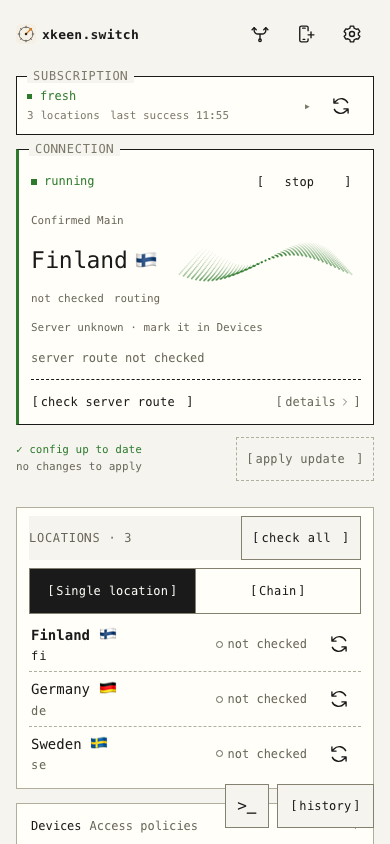 xkeen.switch
SUBSCRIPTION
fresh
3 locations last success 11:55
CONNECTION
running
[ stop ]
Confirmed Main
Finland
not checked routing
Server unknown · mark it in Devices
server route not checked
[check server route ]
[details > ]
✓ config up to date
no changes to apply
[apply update ]
LOCATIONS · 3
[check all ]
[Single location]
[Chain]
Finland
fi
not checked
Germany
de
not checked
Sweden
se
not checked
>_
[history]
Devices Access policies